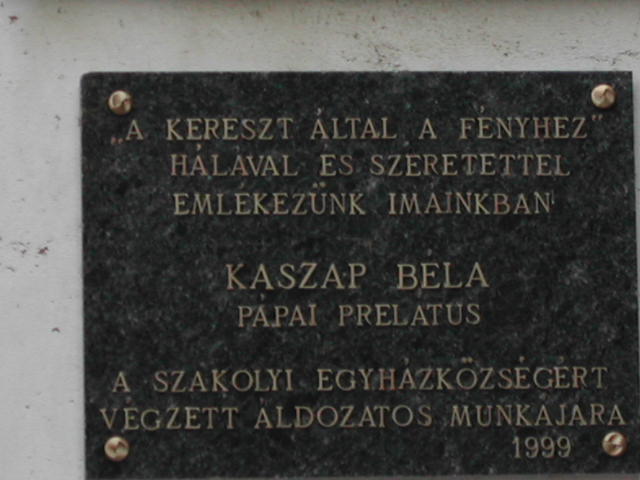 „A KERESZT ÁLTAL A FÉNYHEZ"
HÁLÁVAL ÉS SZERETETTEL
EMLÉKEZÜNK IMÁINKBAN
KASZAP BÉLA
PÁPAI PRELÁTUS
A SZAKOLYI EGYHÁZKÖZSÉGÉRT
VÉGZETT ÁLDOZATOS MUNKÁJÁRA
1999